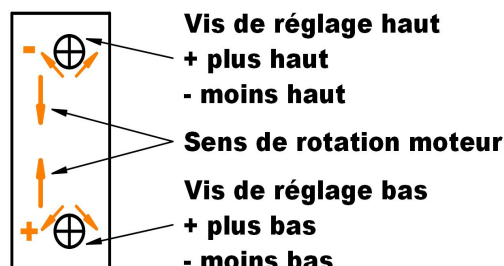 Vis de réglage haut
-
+ plus haut
- moins haut
Sens de rotation moteur
Vis de réglage bas
+
+ plus bas
- moins bas